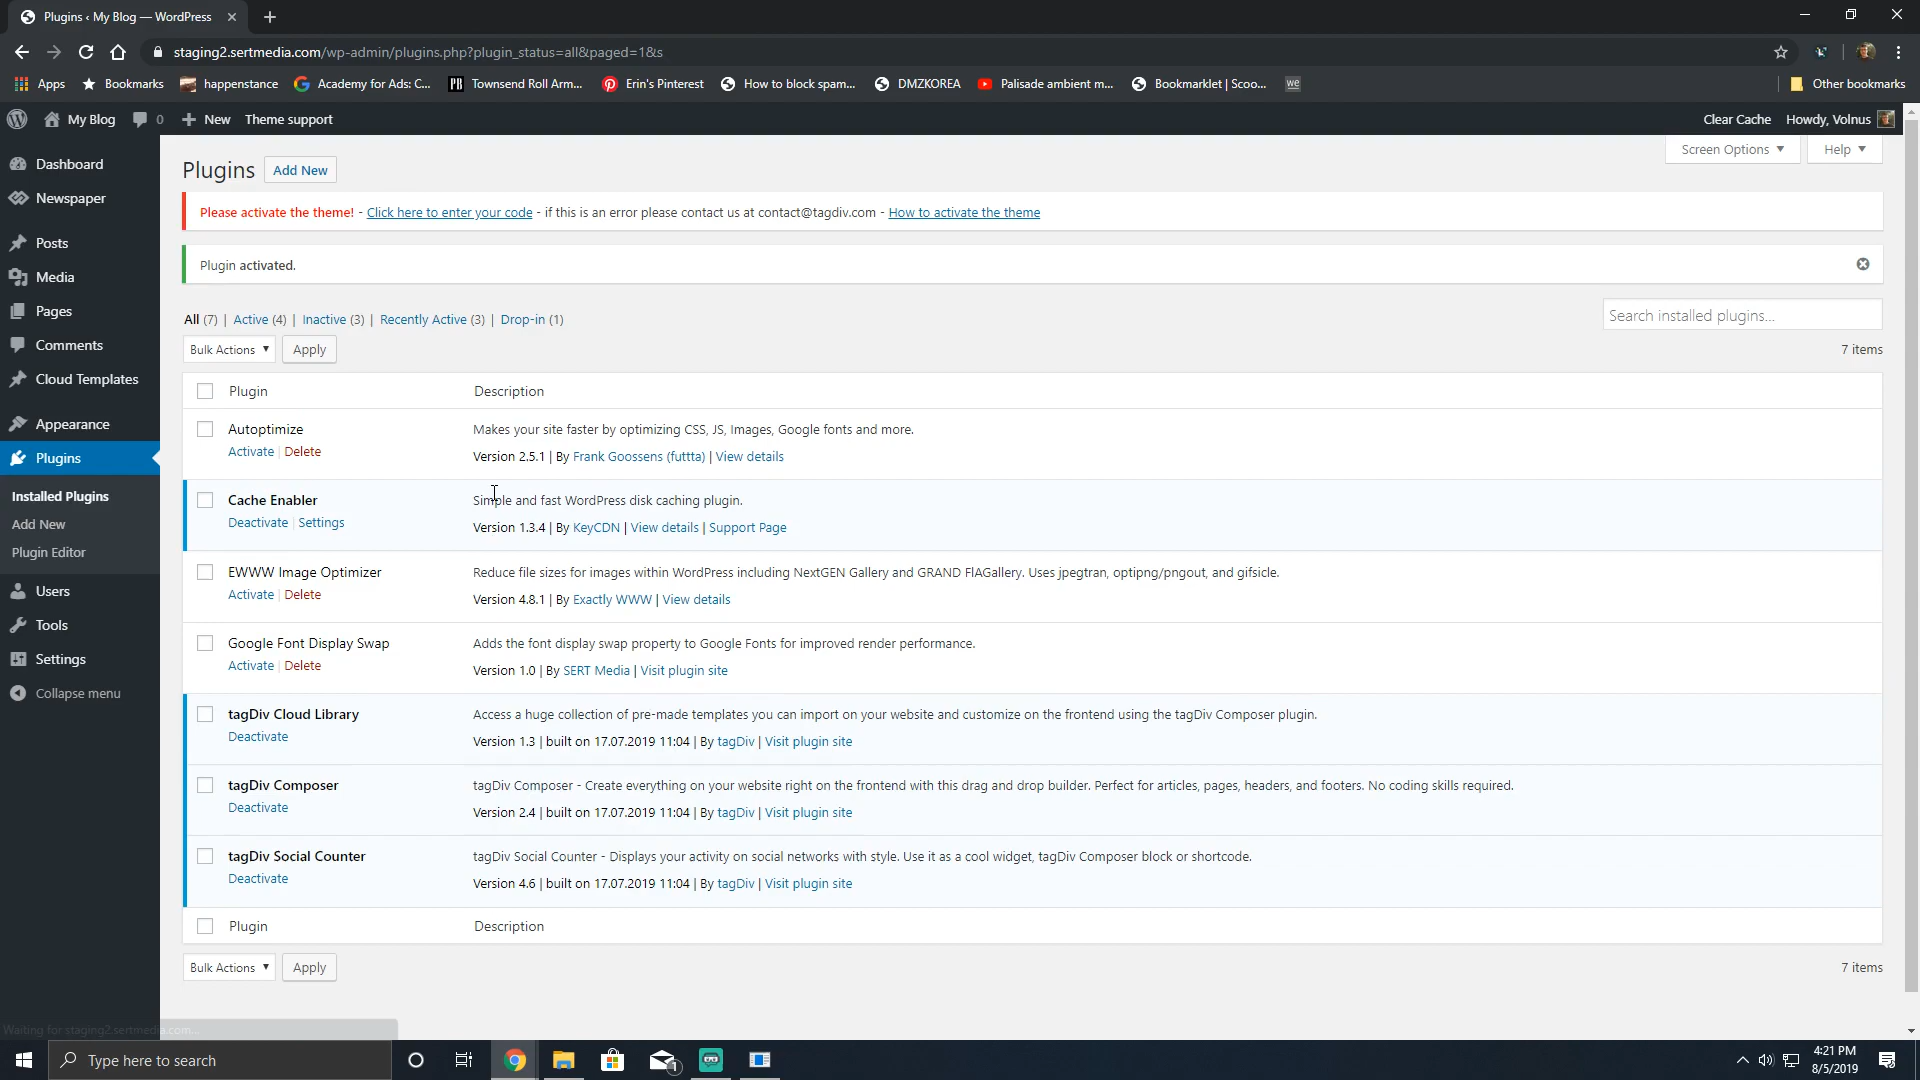 Plugins ‹ My Blog — WordPress
staging2.sertmedia.com/wp-admin/plugins.php?plugin_status=all&paged=1&s
Apps
Bookmarks
happenstance
Academy for Ads: C...
Townsend Roll Arm...
Erin's Pinterest
How to block spam...
DMZKOREA
Palisade ambient m...
Bookmarklet | Scoo...
we
Other bookmarks
My Blog
0
New
Theme support
Clear Cache
Howdy, Volnus
Dashboard
Newspaper
Posts
Media
Pages
Comments
Cloud Templates
Appearance
Plugins
Installed Plugins
Add New
Plugin Editor
Users
Tools
Settings
Collapse menu
Screen Options
Help
Plugins
Add New
Please activate the theme! - Click here to enter your code - if this is an error please contact us at contact@tagdiv.com - How to activate the theme
Plugin activated.
All (7) | Active (4) | Inactive (3) | Recently Active (3) | Drop-in (1)
Search installed plugins...
Bulk Actions
Apply
7 items
Plugin
Description
Autoptimize
Makes your site faster by optimizing CSS, JS, Images, Google fonts and more.
Activate | Delete
Version 2.5.1 | By Frank Goossens (futtta) | View details
Cache Enabler
Simple and fast WordPress disk caching plugin.
Deactivate | Settings
Version 1.3.4 | By KeyCDN | View details | Support Page
EWWW Image Optimizer
Reduce file sizes for images within WordPress including NextGEN Gallery and GRAND FlAGallery. Uses jpegtran, optipng/pngout, and gifsicle.
Activate | Delete
Version 4.8.1 | By Exactly WWW | View details
Google Font Display Swap
Adds the font display swap property to Google Fonts for improved render performance.
Activate | Delete
Version 1.0 | By SERT Media | Visit plugin site
tagDiv Cloud Library
Access a huge collection of pre-made templates you can import on your website and customize on the frontend using the tagDiv Composer plugin.
Deactivate
Version 1.3 | built on 17.07.2019 11:04 | By tagDiv | Visit plugin site
tagDiv Composer
tagDiv Composer - Create everything on your website right on the frontend with this drag and drop builder. Perfect for articles, pages, headers, and footers. No coding skills required.
Deactivate
Version 2.4 | built on 17.07.2019 11:04 | By tagDiv | Visit plugin site
tagDiv Social Counter
tagDiv Social Counter - Displays your activity on social networks with style. Use it as a cool widget, tagDiv Composer block or shortcode.
Deactivate
Version 4.6 | built on 17.07.2019 11:04 | By tagDiv | Visit plugin site
Plugin
Description
Bulk Actions
Apply
7 items
Waiting for staging2.sertmedia.com...
Type here to search
1
4:21 PM
8/5/2019